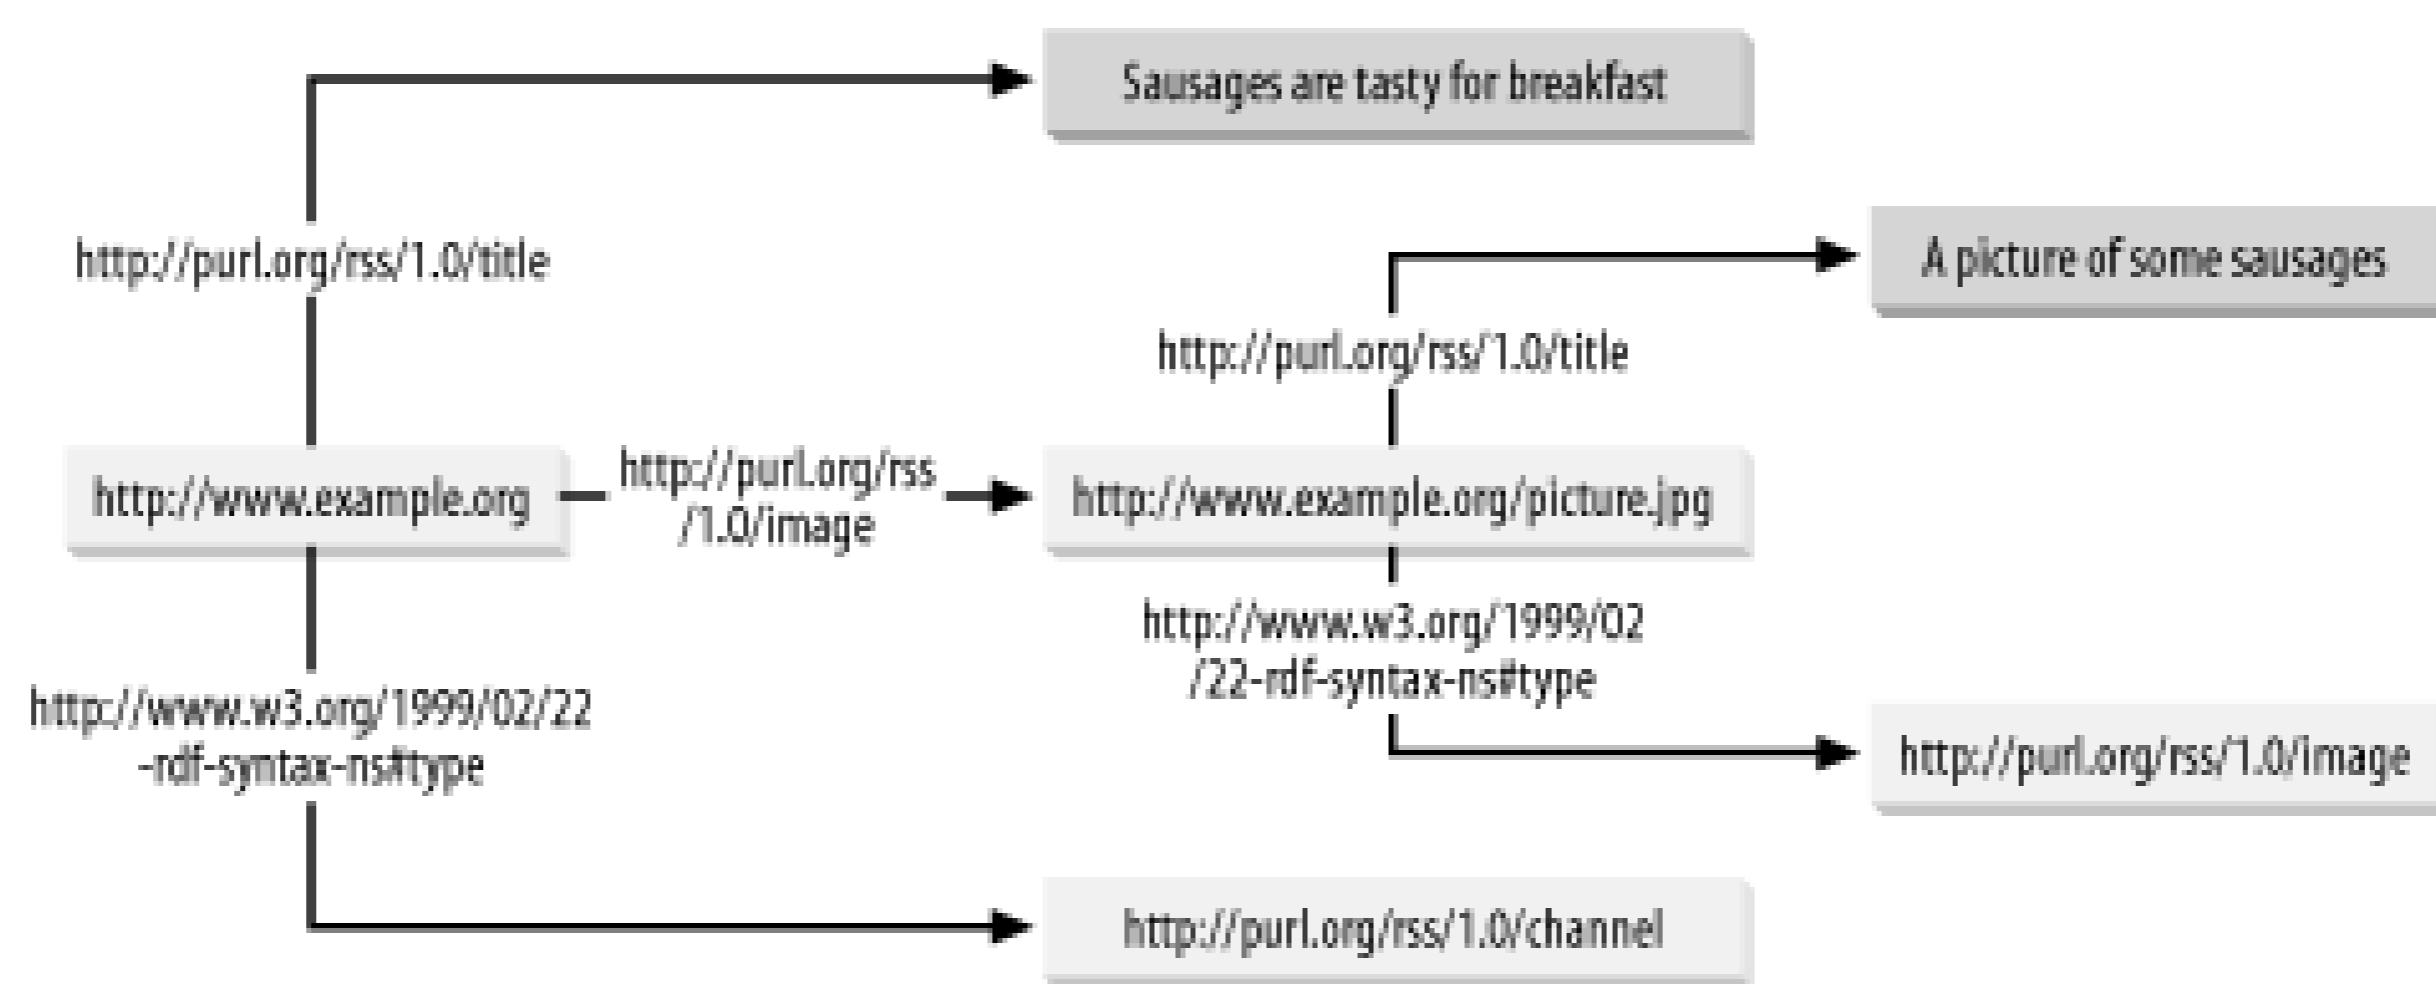 Sausages are tasty for breakfast
http://purl.org/rss/1.0/title
A picture of some sausages
http://purl.org/rss/1.0/title
http://www.example.org
http://purl.org/rss
/1.0/image
http://www.example.org/picture.jpg
http://www.w3.org/1999/02
/22-rdf-syntax-ns#type
http://www.w3.org/1999/02/22
-rdf-syntax-ns#type
http://purl.org/rss/1.0/image
http://purl.org/rss/1.0/channel